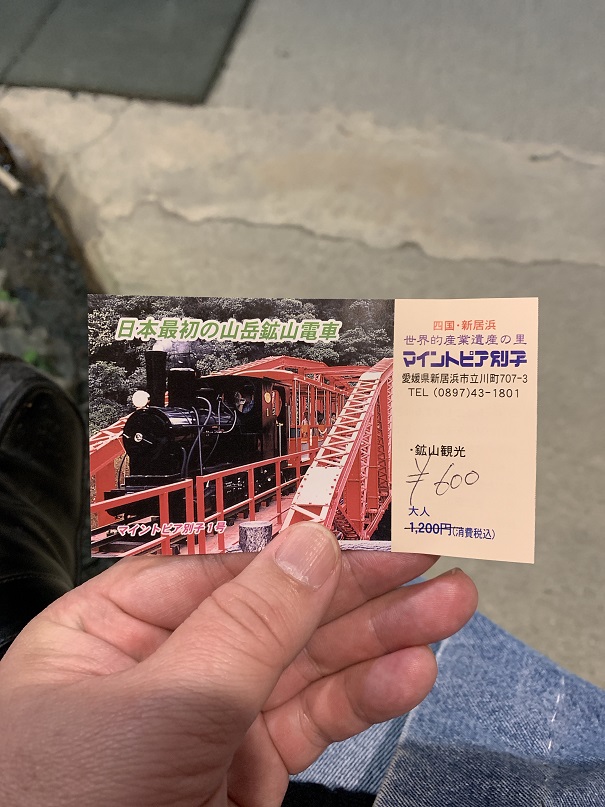 日本最初の山岳鉱山電車
マイントピア別子1号
四国・新居浜
世界的産業遺産の里
マイントピア別子
愛媛県新居浜市立川町707-3
TEL (0897)43-1801
・鉱山観光
¥600
大人
1,200円(消費税込)